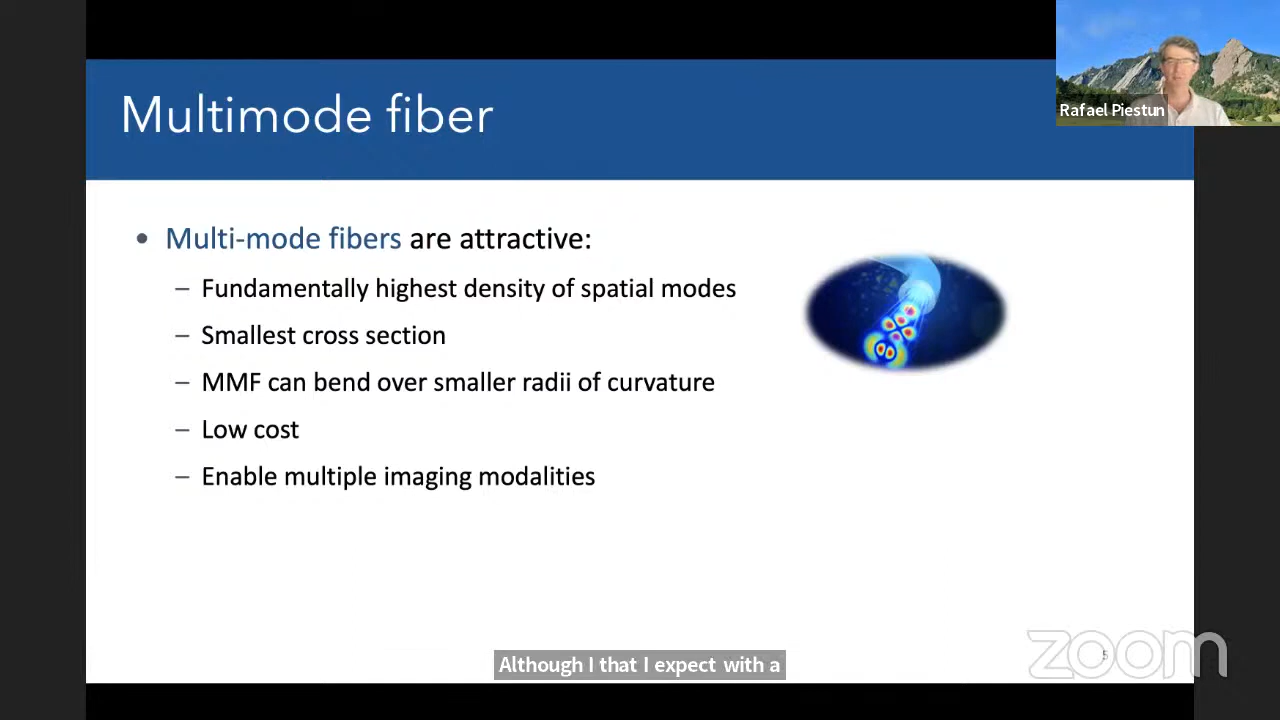 Multimode fiber
Rafael Piestun
• Multi-mode fibers are attractive:
– Fundamentally highest density of spatial modes
– Smallest cross section
– MMF can bend over smaller radii of curvature
– Low cost
– Enable multiple imaging modalities
Although I that I expect with a
5
zoom